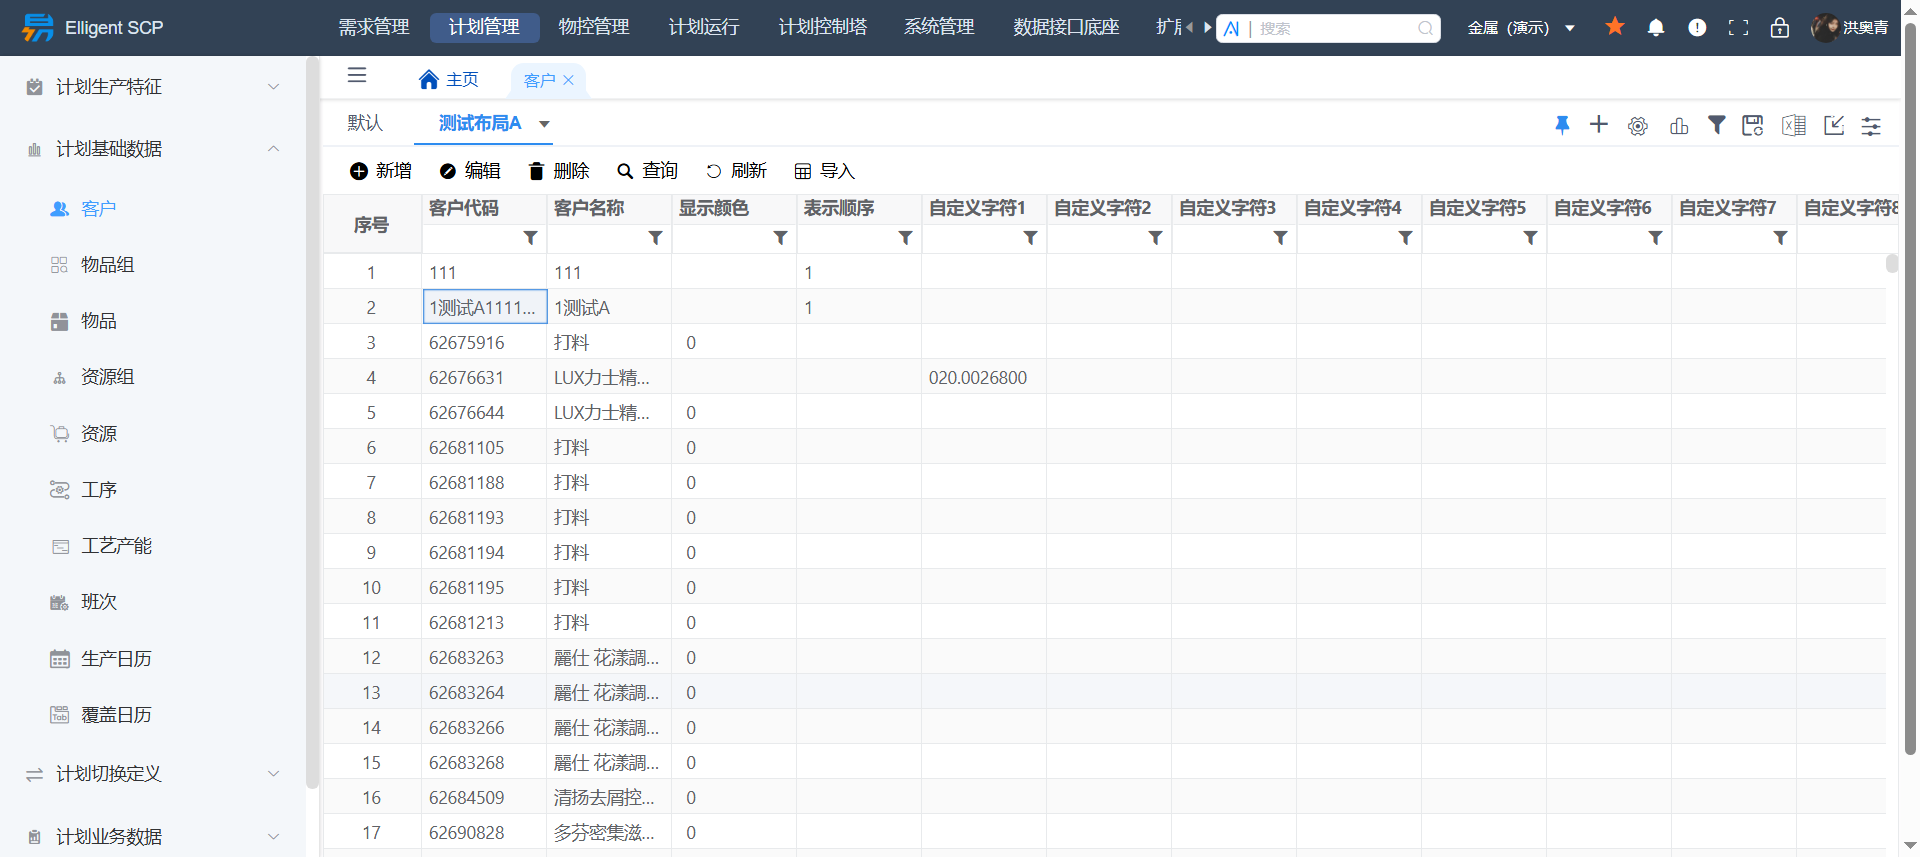 Elligent SCP
需求管理 计划管理 物控管理 计划运行 计划控制塔 系统管理 数据接口底座
搜索
金属（演示）
洪奥青
计划生产特征
计划基础数据
客户
物品组
物品
资源组
资源
工序
工艺产能
班次
生产日历
覆盖日历
计划切换定义
计划业务数据
主页 客户
默认 测试布局A
新增 编辑 删除 查询 刷新 导入
序号 客户代码 客户名称 显示颜色 表示顺序 自定义字符1 自定义字符2 自定义字符3 自定义字符4 自定义字符5 自定义字符6 自定义字符7 自定义字符8
1 111 111 1
2 1测试A1111... 1测试A 1
3 62675916 打料 0
4 62676631 LUX力士精... 020.0026800
5 62676644 LUX力士精... 0
6 62681105 打料 0
7 62681188 打料 0
8 62681193 打料 0
9 62681194 打料 0
10 62681195 打料 0
11 62681213 打料 0
12 62683263 麗仕 花漾調... 0
13 62683264 麗仕 花漾調... 0
14 62683266 麗仕 花漾調... 0
15 62683268 麗仕 花漾調... 0
16 62684509 清扬去屑控... 0
17 62690828 多芬密集滋... 0